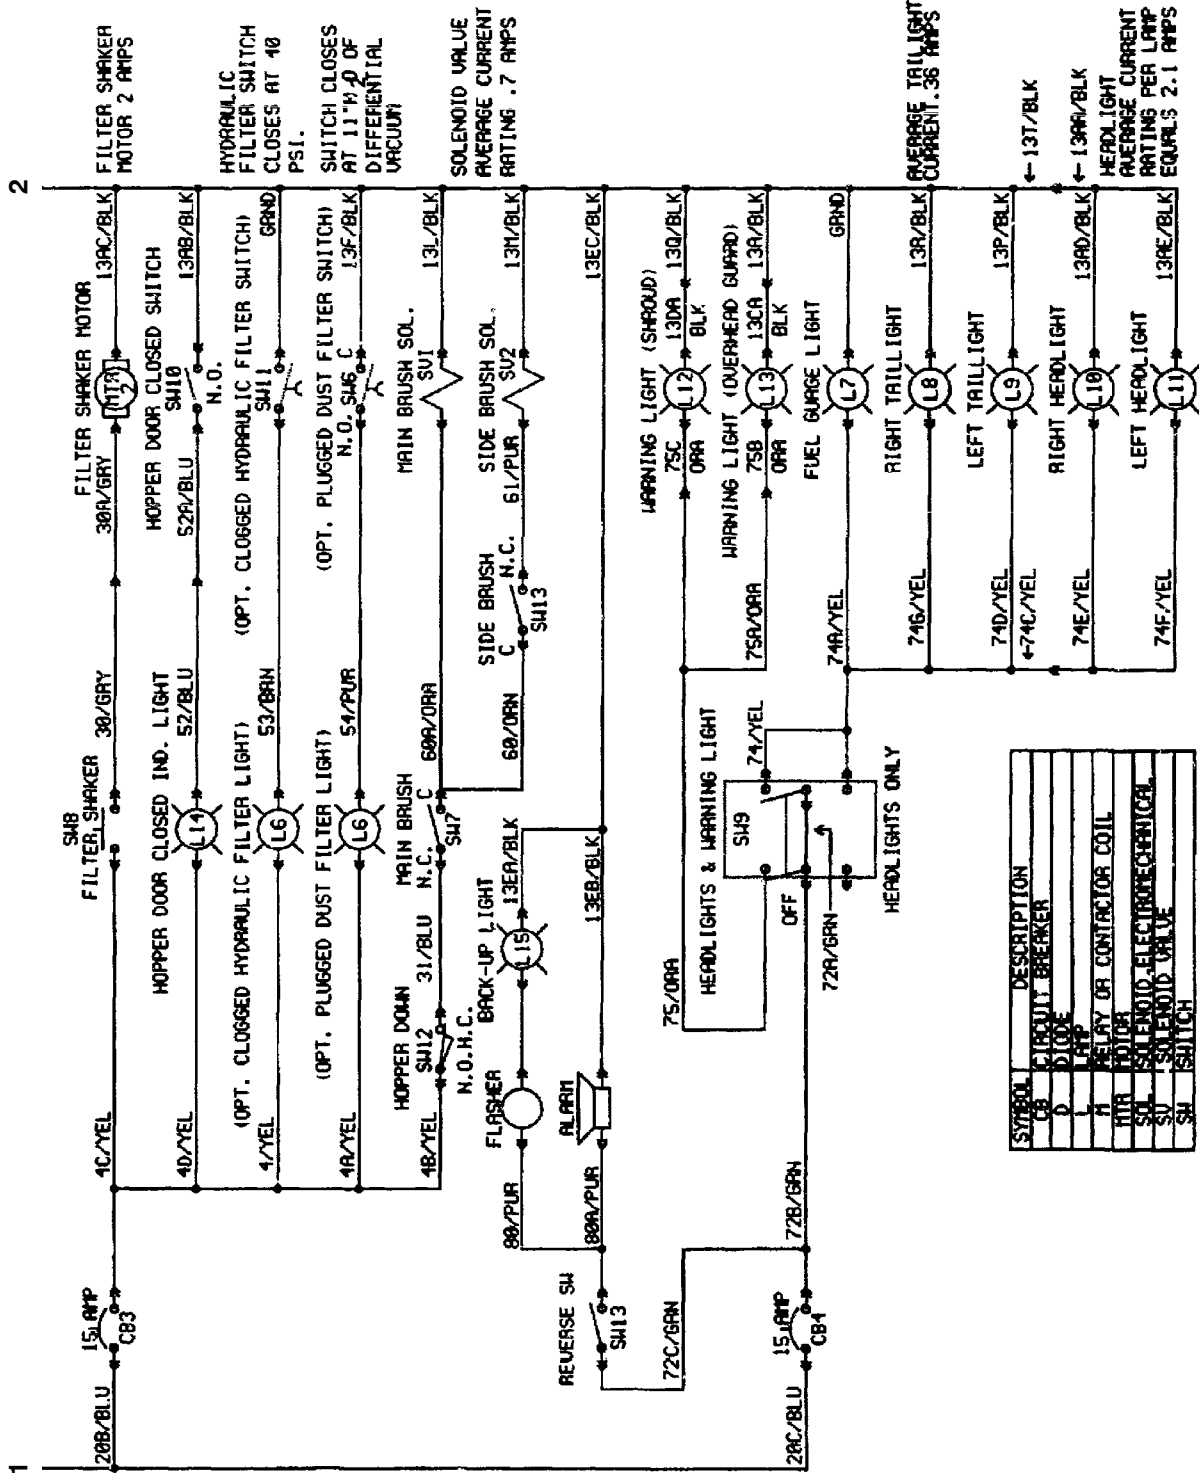 1
2
20B/BLU
15 AMP
CB3
4C/YEL
SW8
FILTER SHAKER
30/GRY
30A/GRY
FILTER SHAKER MOTOR
MTR
2
13AC/BLK
FILTER SHAKER
MOTOR 2 AMPS
4D/YEL
HOPPER DOOR CLOSED IND. LIGHT
L14
52/BLU
52A/BLU
HOPPER DOOR CLOSED SWITCH
SW10
N.O.
13AB/BLK
4/YEL
(OPT. CLOGGED HYDRAULIC FILTER LIGHT)
L6
53/BRN
(OPT. CLOGGED HYDRAULIC FILTER SWITCH)
SW11
GRND
HYDRAULIC
FILTER SWITCH
CLOSES AT 40
PSI.
4A/YEL
(OPT. PLUGGED DUST FILTER LIGHT)
L6
54/PUR
(OPT. PLUGGED DUST FILTER SWITCH)
N.O. SW6 C
13F/BLK
SWITCH CLOSES
AT 11"H2O OF
DIFFERENTIAL
VACUUM
4B/YEL
HOPPER DOWN
SW12
N.O.H.C.
31/BLU
MAIN BRUSH
N.C. C
SW7
60A/ORA
MAIN BRUSH SOL.
SV1
13L/BLK
SOLENOID VALVE
AVERAGE CURRENT
RATING .7 AMPS
60/ORN
SIDE BRUSH
C N.C.
SW13
61/PUR
SIDE BRUSH SOL.
SV2
13M/BLK
80/PUR
FLASHER
BACK-UP LIGHT
L15
13EA/BLK
REVERSE SW
SW13
80A/PUR
ALARM
13EB/BLK
13EC/BLK
72C/GRN
75/ORA
WARNING LIGHT (SHROUD)
75C
ORA
L12
13DA
BLK
13Q/BLK
75A/ORA
WARNING LIGHT (OVERHEAD GUARD)
75B
ORA
L13
13CA
BLK
13A/BLK
20C/BLU
15 AMP
CB4
72B/GRN
HEADLIGHTS & WARNING LIGHT
SW9
OFF
72A/GRN
HEADLIGHTS ONLY
74/YEL
74A/YEL
FUEL GUAGE LIGHT
L7
GRND
74G/YEL
RIGHT TAILLIGHT
L8
13R/BLK
AVERAGE TAILIGHT
CURRENT .36 AMPS
74D/YEL
74C/YEL
LEFT TAILLIGHT
L9
13P/BLK
13T/BLK
74E/YEL
RIGHT HEADLIGHT
L10
13AD/BLK
13AA/BLK
HEADLIGHT
AVERAGE CURRENT
RATING PER LAMP
EQUALS 2.1 AMPS
74F/YEL
LEFT HEADLIGHT
L11
13AE/BLK
SYMBOL DESCRIPTION
CB CIRCUIT BREAKER
D DIODE
L LAMP
M RELAY OR CONTACTOR COIL
MTR MOTOR
SOL SOLENOID, ELECTROMECHANICAL
SV SOLENOID VALVE
SW SWITCH